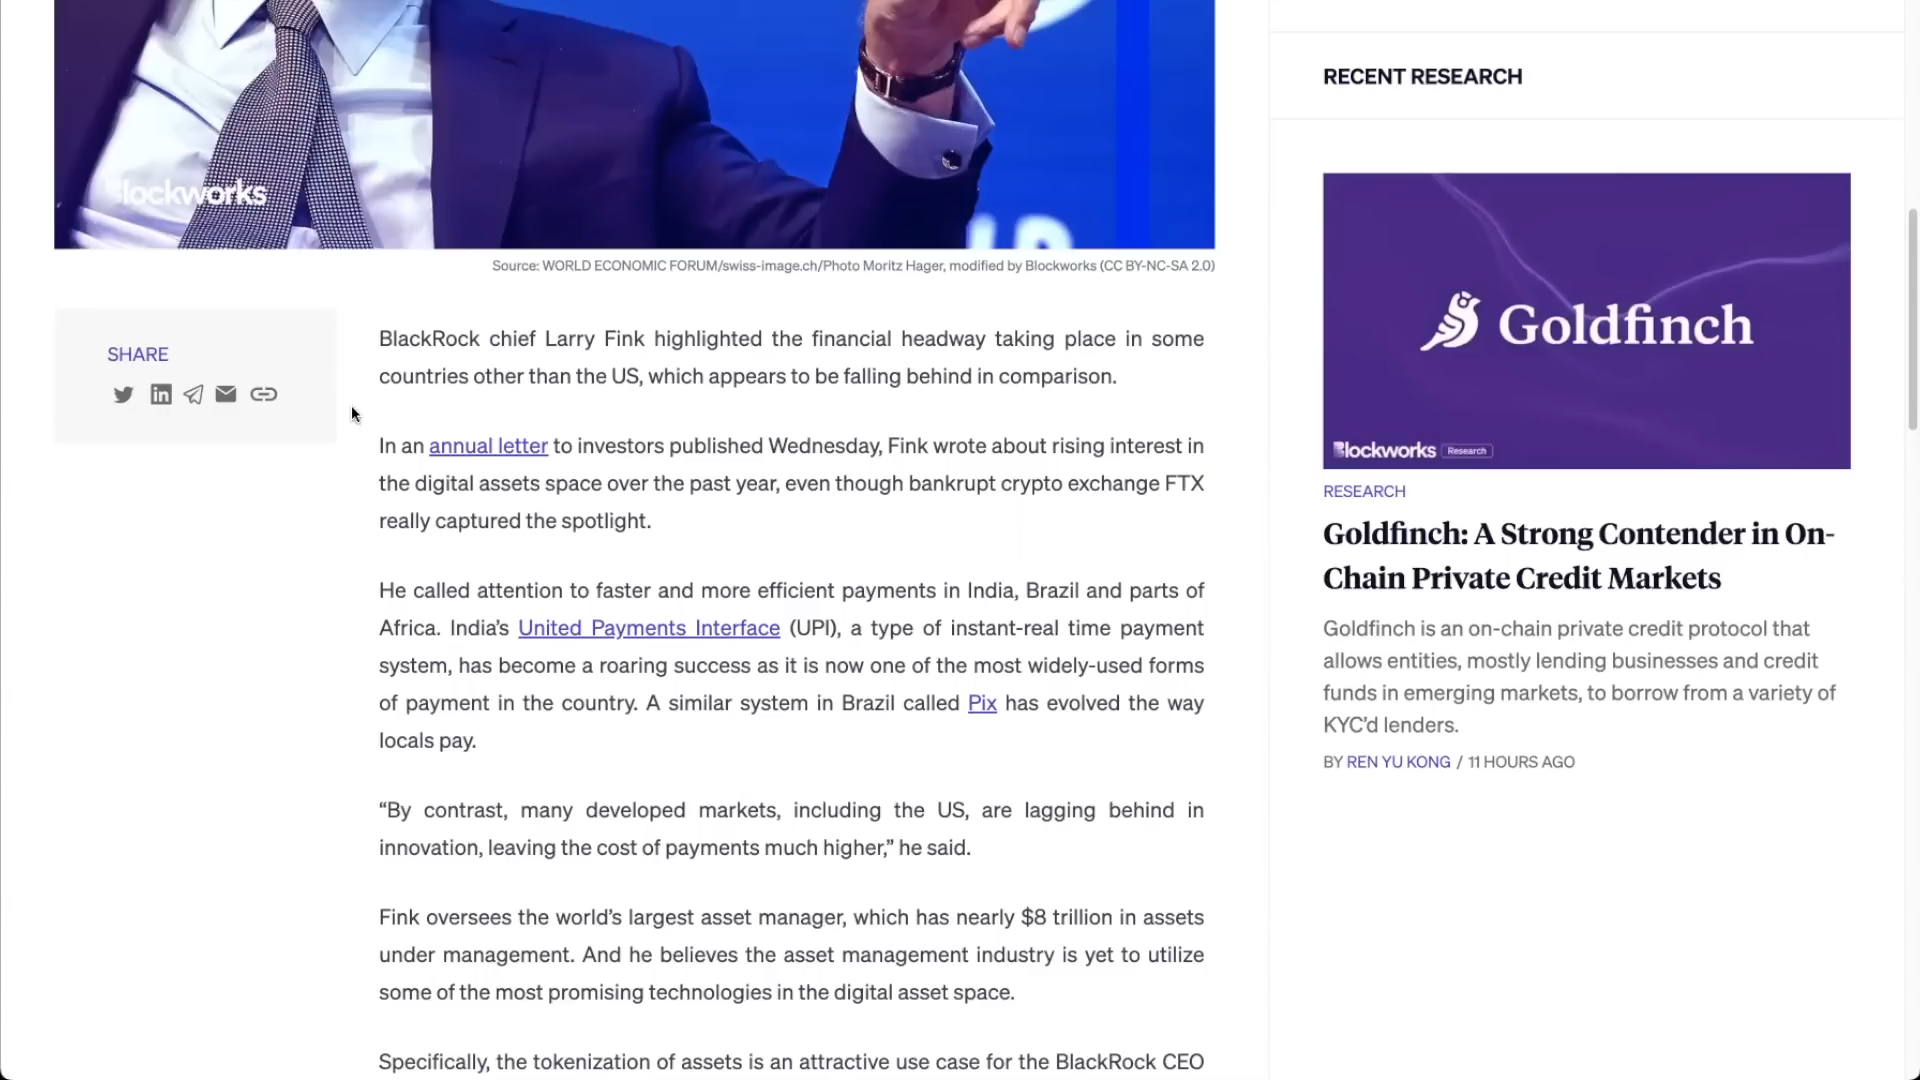 Blockworks
Source: WORLD ECONOMIC FORUM/swiss-image.ch/Photo Moritz Hager, modified by Blockworks (CC BY-NC-SA 2.0)
SHARE
BlackRock chief Larry Fink highlighted the financial headway taking place in some
countries other than the US, which appears to be falling behind in comparison.
In an annual letter to investors published Wednesday, Fink wrote about rising interest in
the digital assets space over the past year, even though bankrupt crypto exchange FTX
really captured the spotlight.
He called attention to faster and more efficient payments in India, Brazil and parts of
Africa. India’s United Payments Interface (UPI), a type of instant-real time payment
system, has become a roaring success as it is now one of the most widely-used forms
of payment in the country. A similar system in Brazil called Pix has evolved the way
locals pay.
“By contrast, many developed markets, including the US, are lagging behind in
innovation, leaving the cost of payments much higher,” he said.
Fink oversees the world’s largest asset manager, which has nearly $8 trillion in assets
under management. And he believes the asset management industry is yet to utilize
some of the most promising technologies in the digital asset space.
Specifically, the tokenization of assets is an attractive use case for the BlackRock CEO
RECENT RESEARCH
Goldfinch
Blockworks Research
RESEARCH
Goldfinch: A Strong Contender in On-
Chain Private Credit Markets
Goldfinch is an on-chain private credit protocol that
allows entities, mostly lending businesses and credit
funds in emerging markets, to borrow from a variety of
KYC’d lenders.
BY REN YU KONG / 11 HOURS AGO